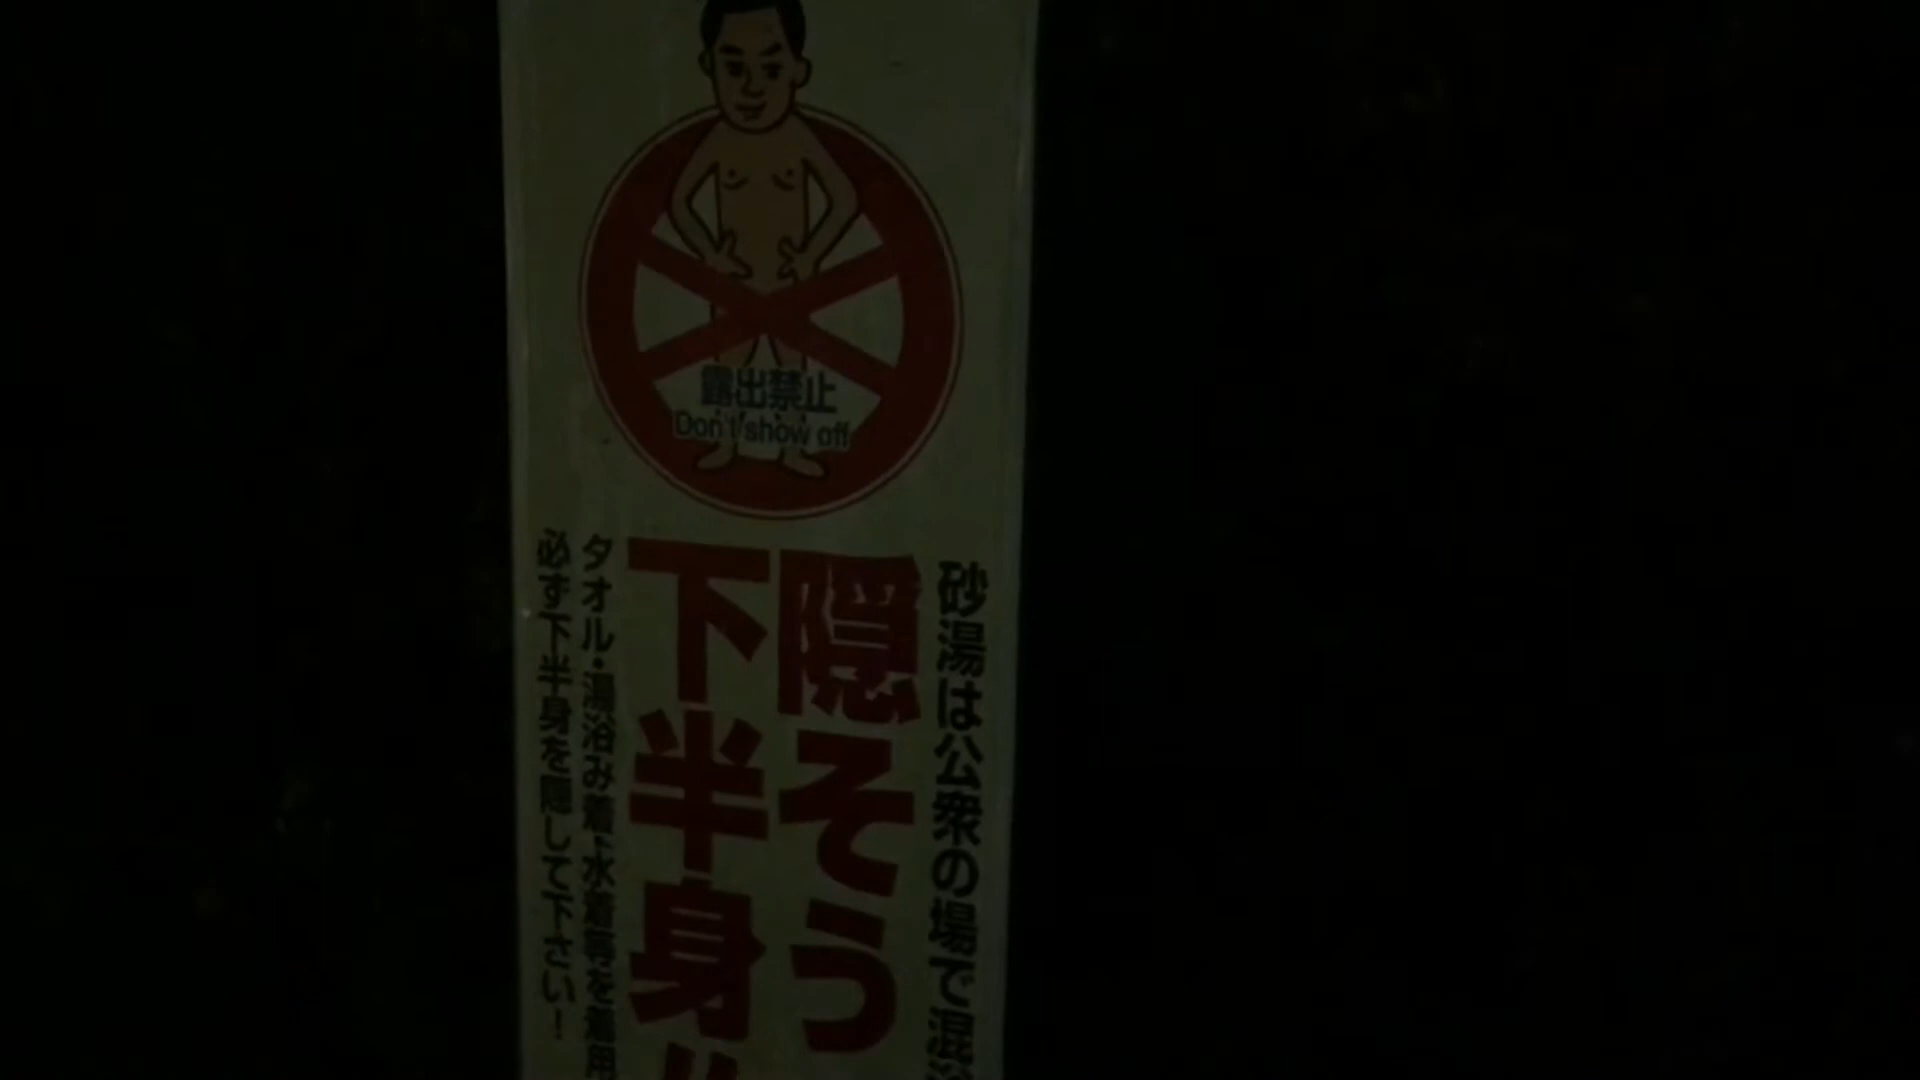 露出禁止
Don't show off
砂湯は公衆の場で混浴
隠そう
下半身!!
タオル・湯浴み着・水着等を着用
必ず下半身を隠して下さい!